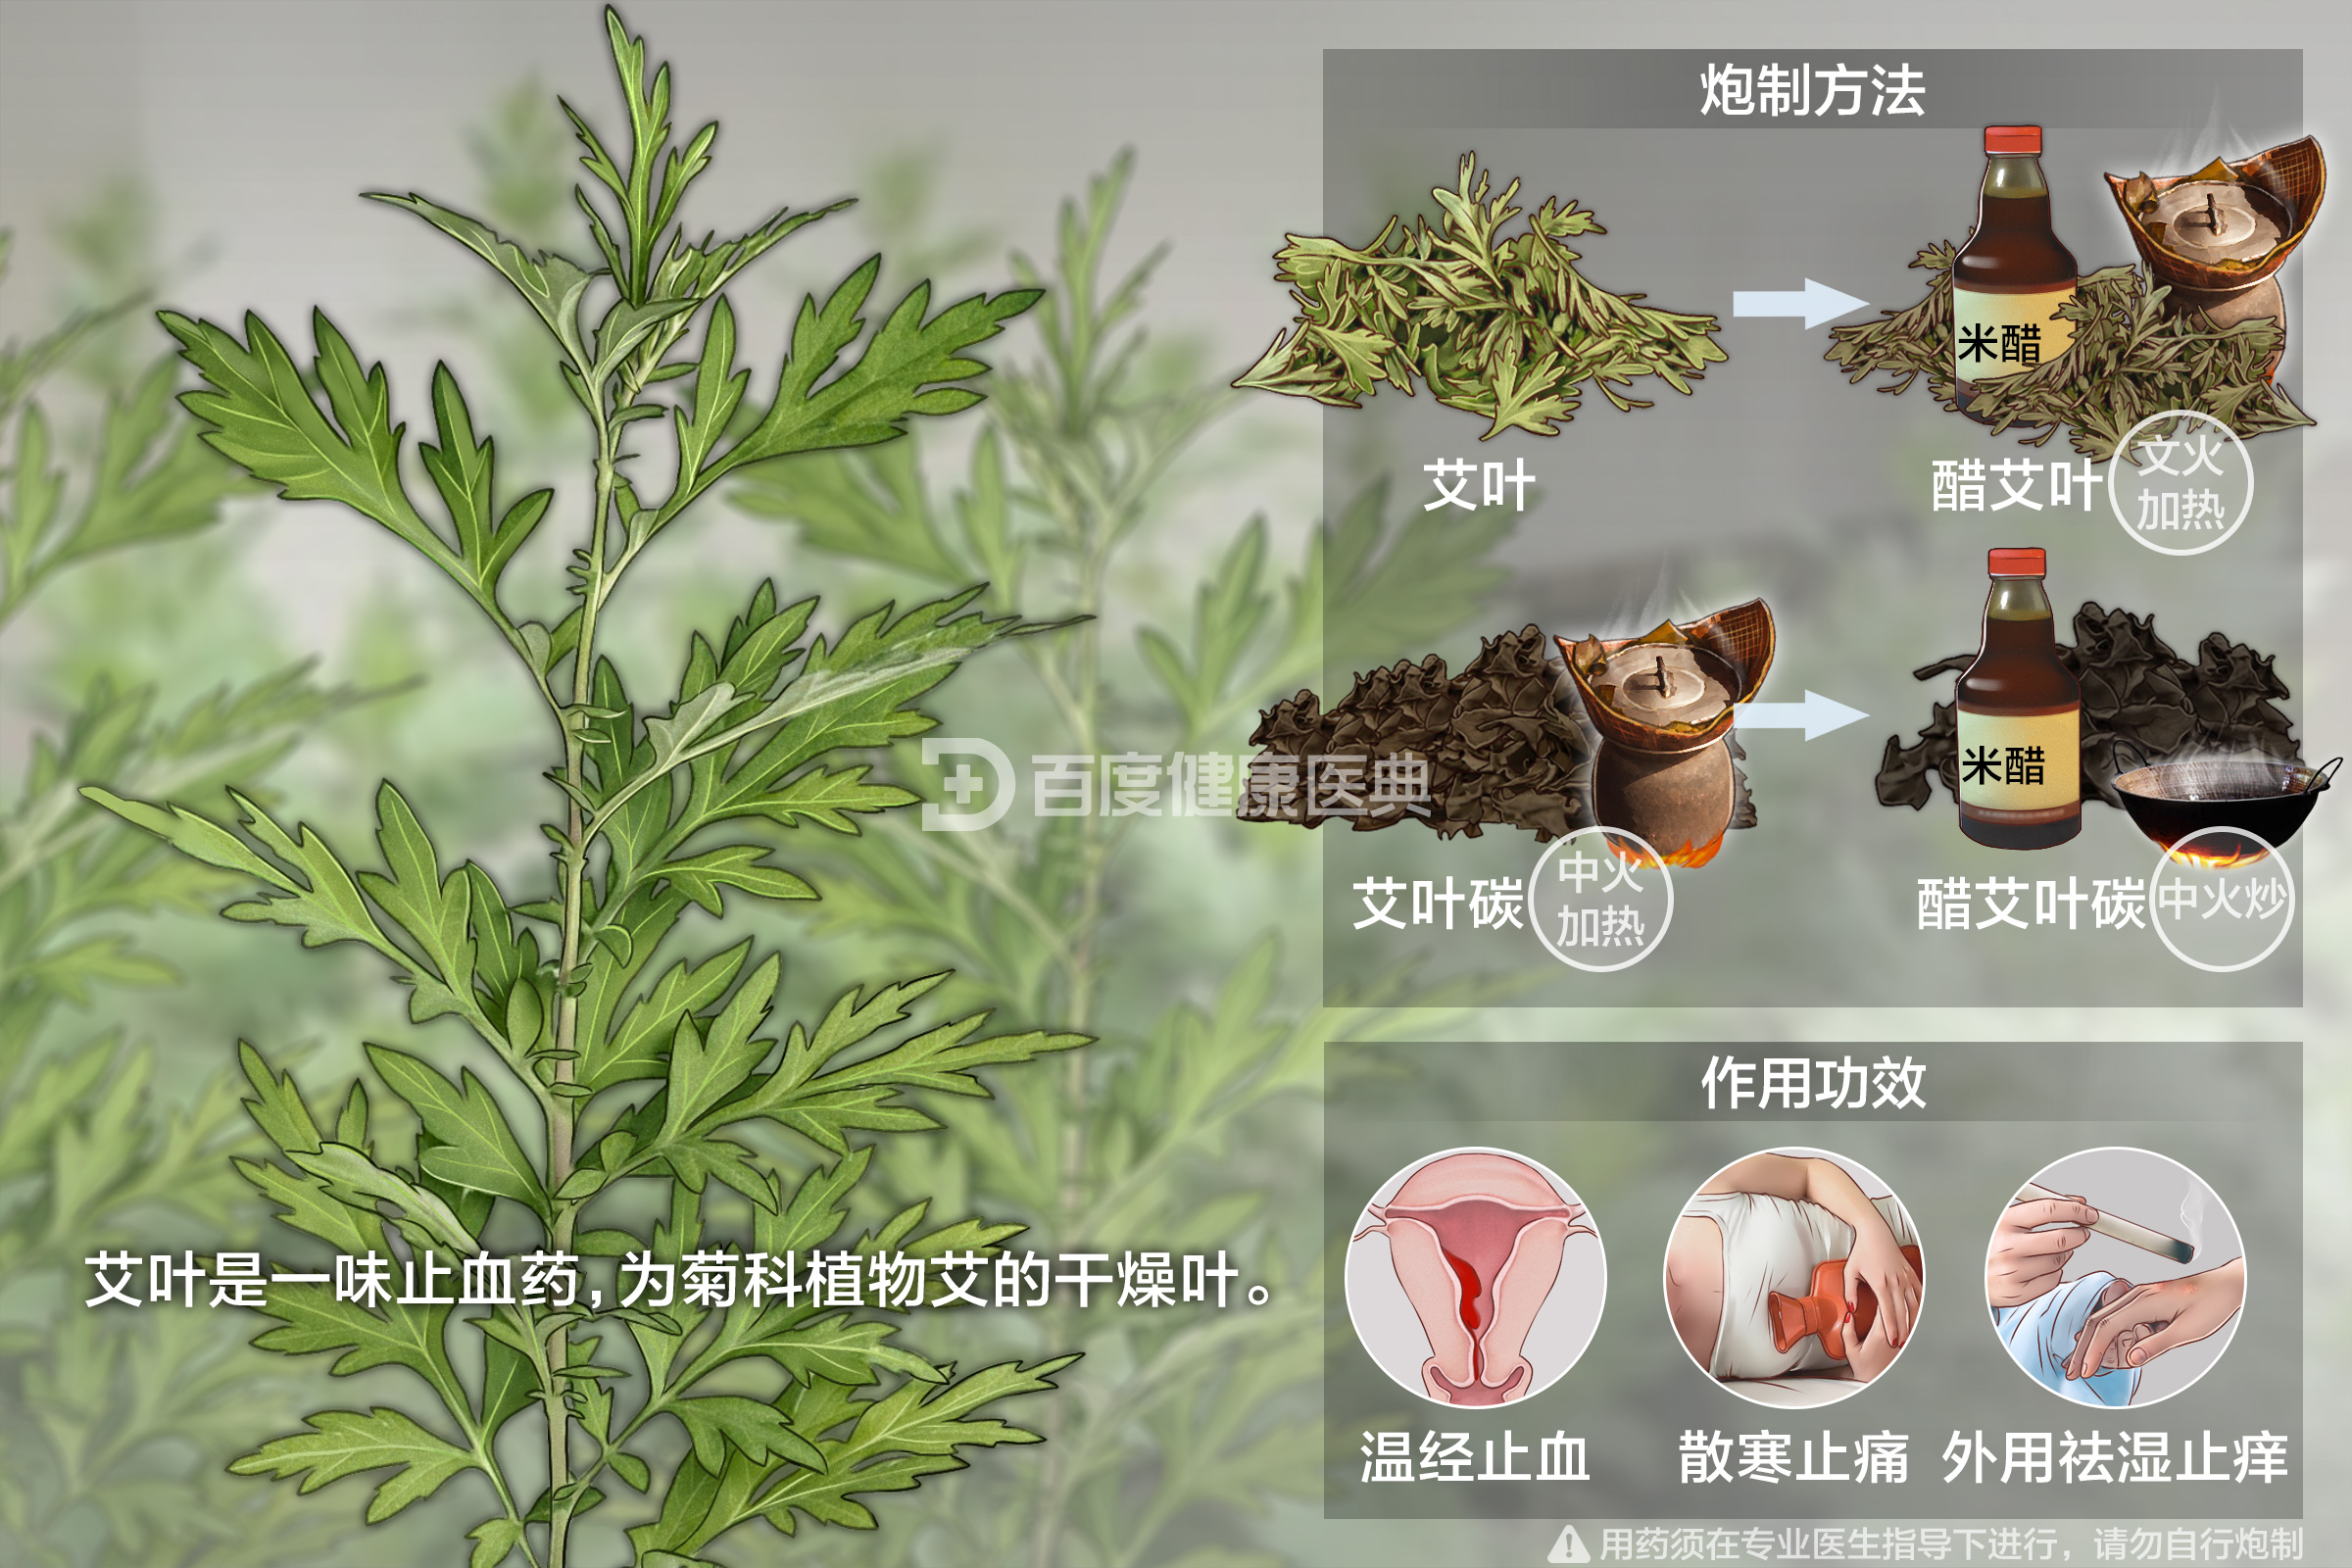 炮制方法
米醋
艾叶
醋艾叶
文火
加热
米醋
艾叶碳
中火
加热
醋艾叶碳
中火炒
百度健康医典
作用功效
艾叶是一味止血药,为菊科植物艾的干燥叶。
温经止血
散寒止痛
外用祛湿止痒
用药须在专业医生指导下进行，请勿自行炮制